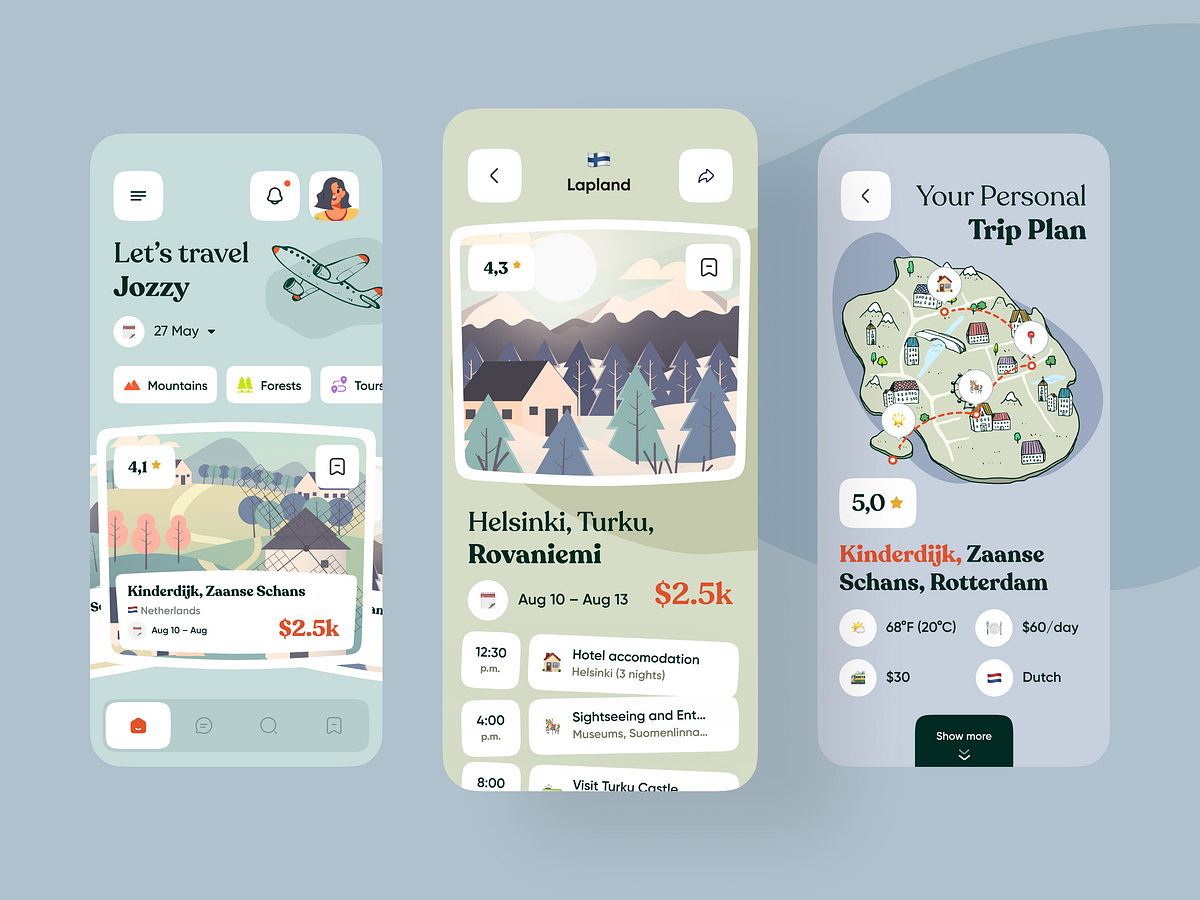 Let's travel
Jozzy
27 May
Mountains
Forests
Tours
4,1
Kinderdijk, Zaanse Schans
Netherlands
Aug 10 – Aug
$2.5k
Lapland
4,3
Helsinki, Turku,
Rovaniemi
Aug 10 – Aug 13
$2.5k
12:30
p.m.
Hotel accomodation
Helsinki (3 nights)
4:00
p.m.
Sightseeing and Ent...
Museums, Suomenlinna...
8:00
Visit Turku Castle
Your Personal
Trip Plan
5,0
Kinderdijk, Zaanse
Schans, Rotterdam
68°F (20°C)
$60/day
$30
Dutch
Show more